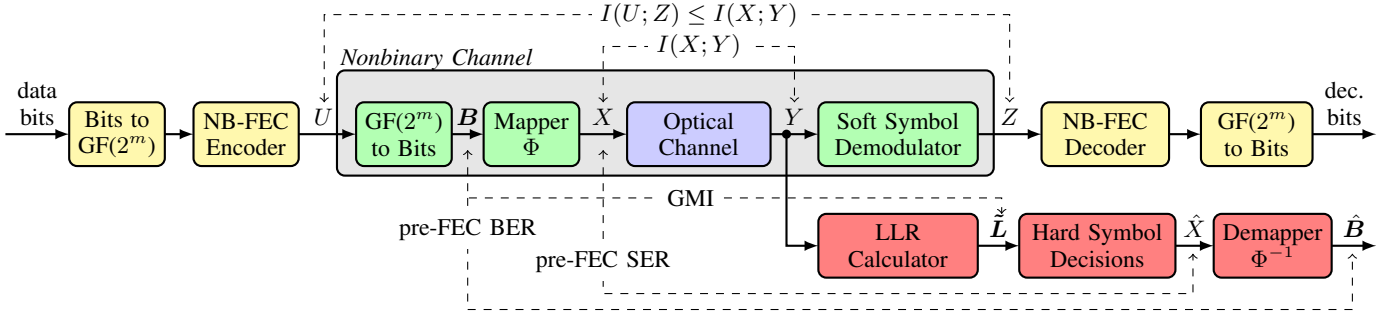 I(U; Z) ≤ I(X; Y)
I(X; Y)
Nonbinary Channel
data
bits
Bits to
GF(2^m)
NB-FEC
Encoder
U
GF(2^m)
to Bits
B
Mapper
Φ
X
Optical
Channel
Y
Soft Symbol
Demodulator
Z
NB-FEC
Decoder
GF(2^m)
to Bits
dec.
bits
GMI
pre-FEC BER
pre-FEC SER
LLR
Calculator
L̃
Hard Symbol
Decisions
X̂
Demapper
Φ^−1
B̂